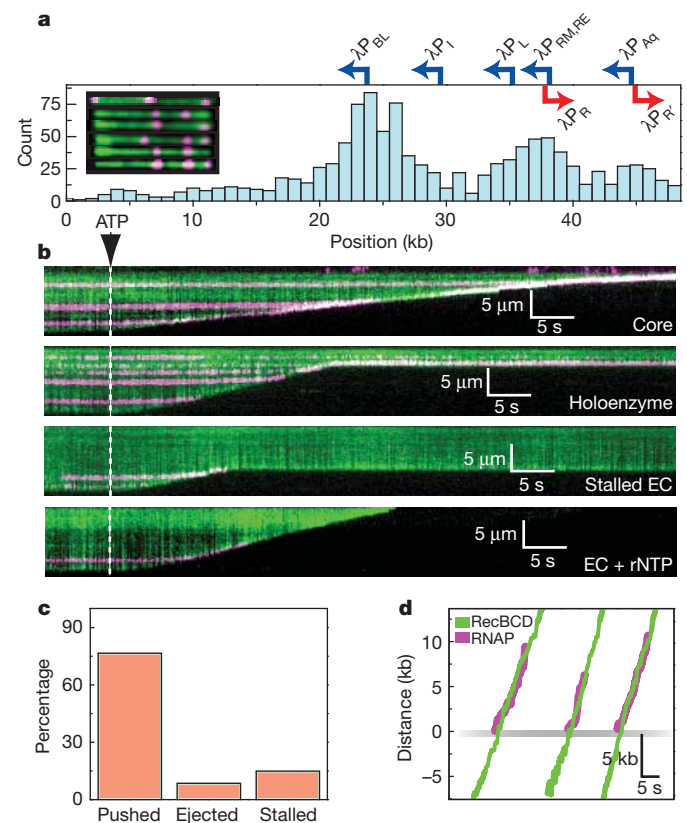 a
λP_BL λP_I λP_L λP_RM,RE λP_Aq
λP_R λP_R'
Count
75
50
25
0
0 10 20 30 40
Position (kb)
ATP
b
5 μm
5 s
Core
5 μm
5 s
Holoenzyme
5 μm
5 s
Stalled EC
5 μm
5 s
EC + rNTP
c
Percentage
90
60
30
0
Pushed Ejected Stalled
d
RecBCD
RNAP
Distance (kb)
10
5
0
−5
5 kb
5 s